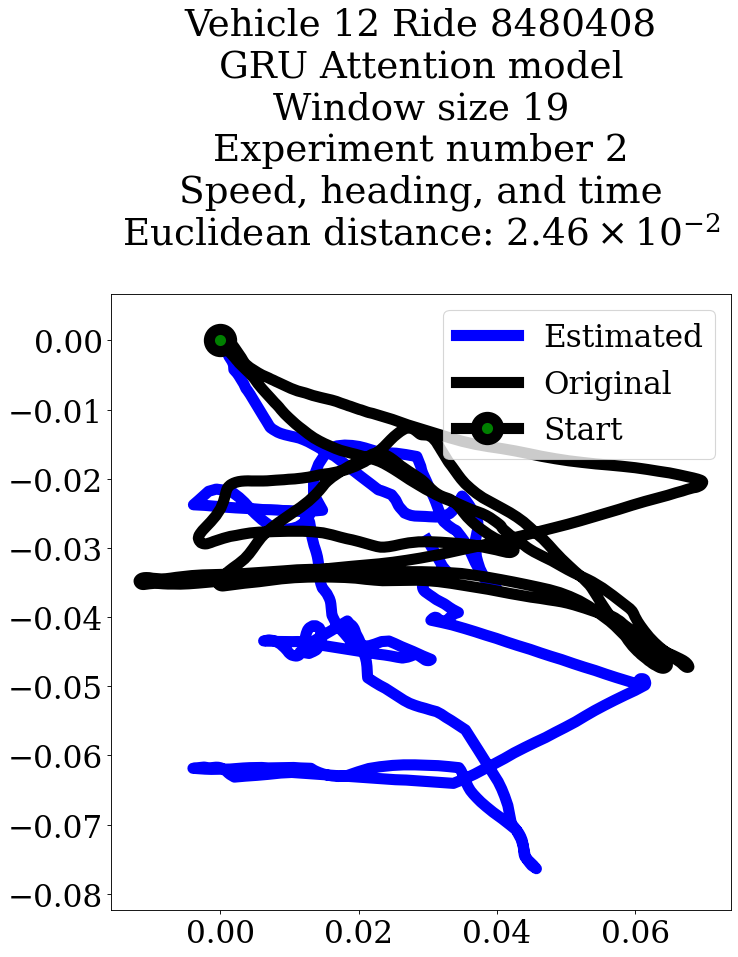 Vehicle 12 Ride 8480408
GRU Attention model
Window size 19
Experiment number 2
Speed, heading, and time
Euclidean distance: 2.46 × 10⁻²
Estimated
Original
Start
0.00
−0.01
−0.02
−0.03
−0.04
−0.05
−0.06
−0.07
−0.08
0.00 0.02 0.04 0.06